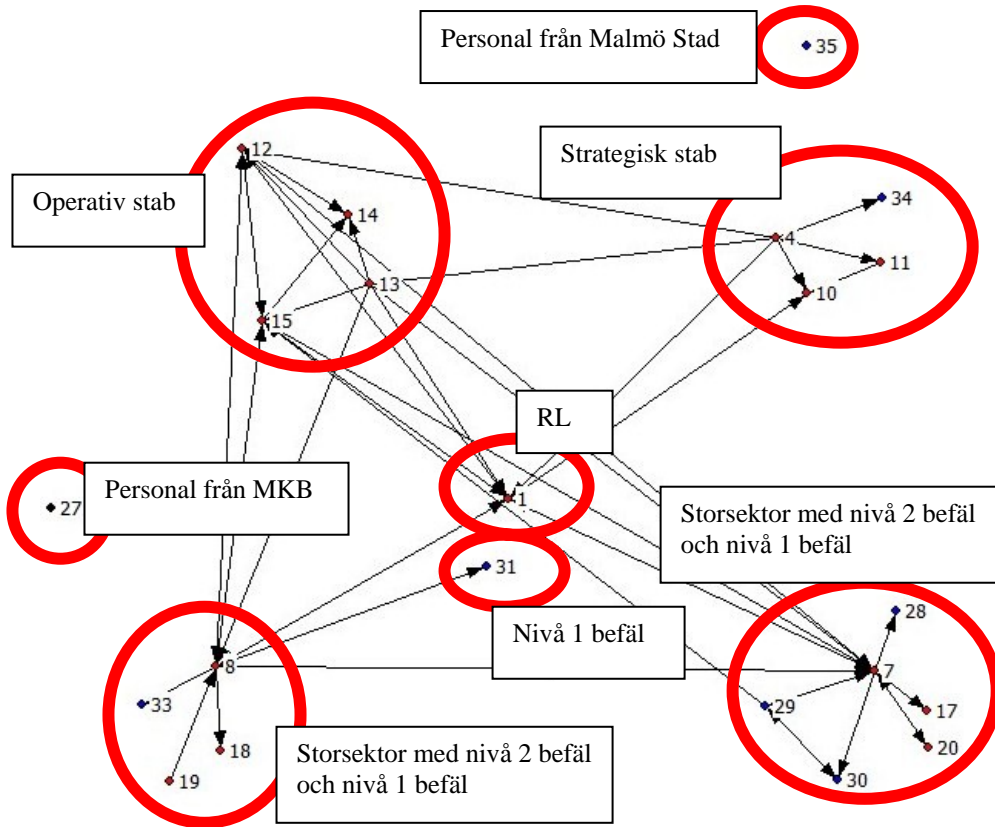 Personal från Malmö Stad
35
12
Strategisk stab
Operativ stab
34
14
4
11
13
10
15
RL
Personal från MKB
1
27
Storsektor med nivå 2 befäl
och nivå 1 befäl
31
28
Nivå 1 befäl
8
7
33
29
17
18
20
Storsektor med nivå 2 befäl
och nivå 1 befäl
19
30